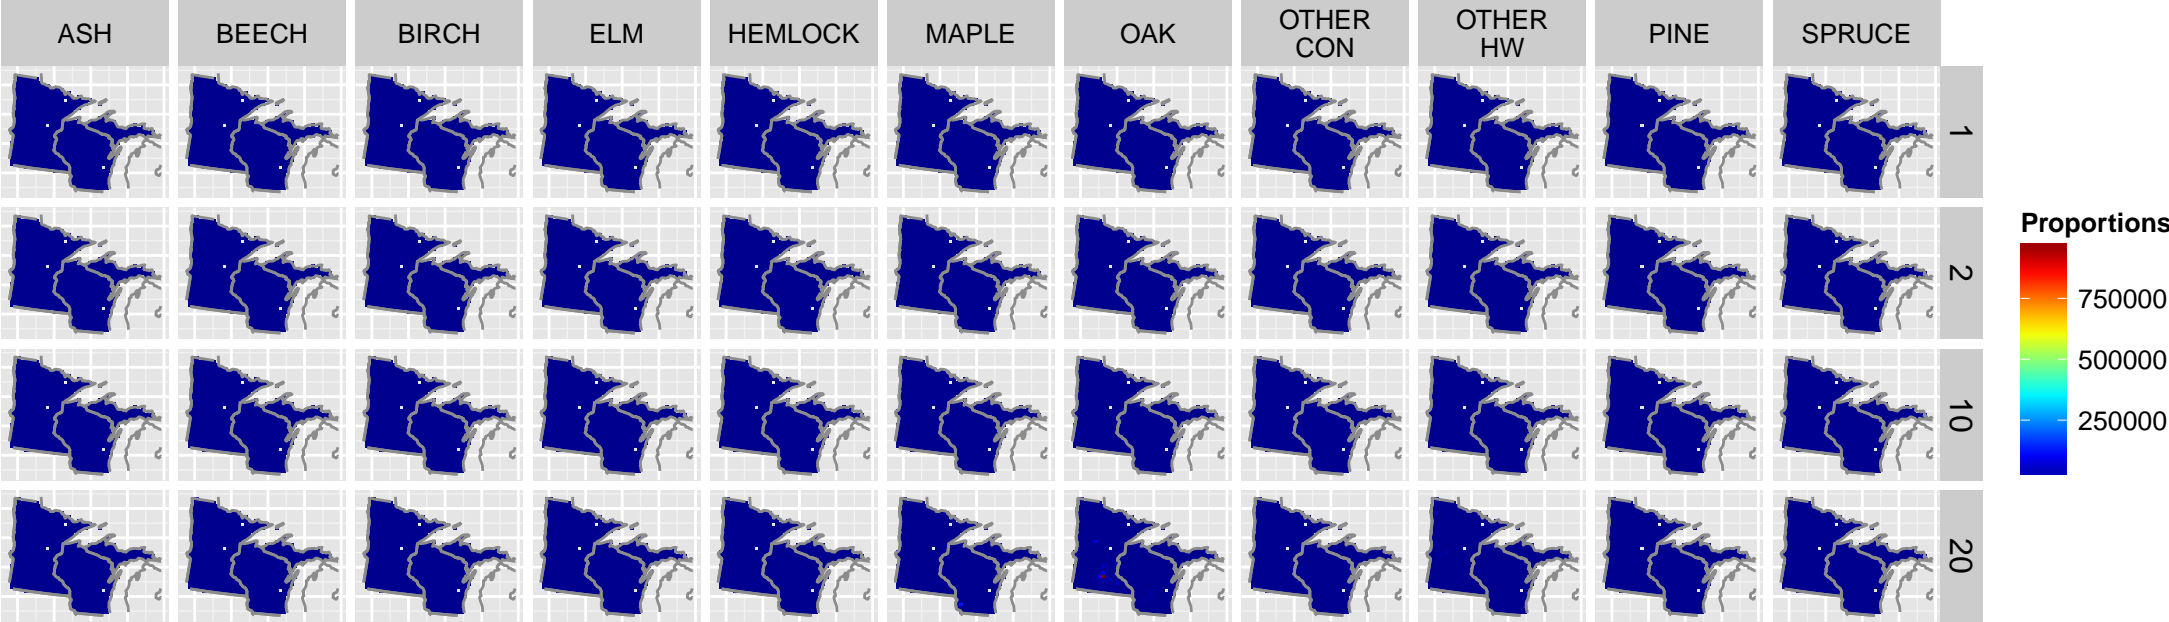 ASH
BEECH
BIRCH
ELM
HEMLOCK
MAPLE
OAK
OTHER
CON
OTHER
HW
PINE
SPRUCE
1
2
10
20
Proportions
750000
500000
250000